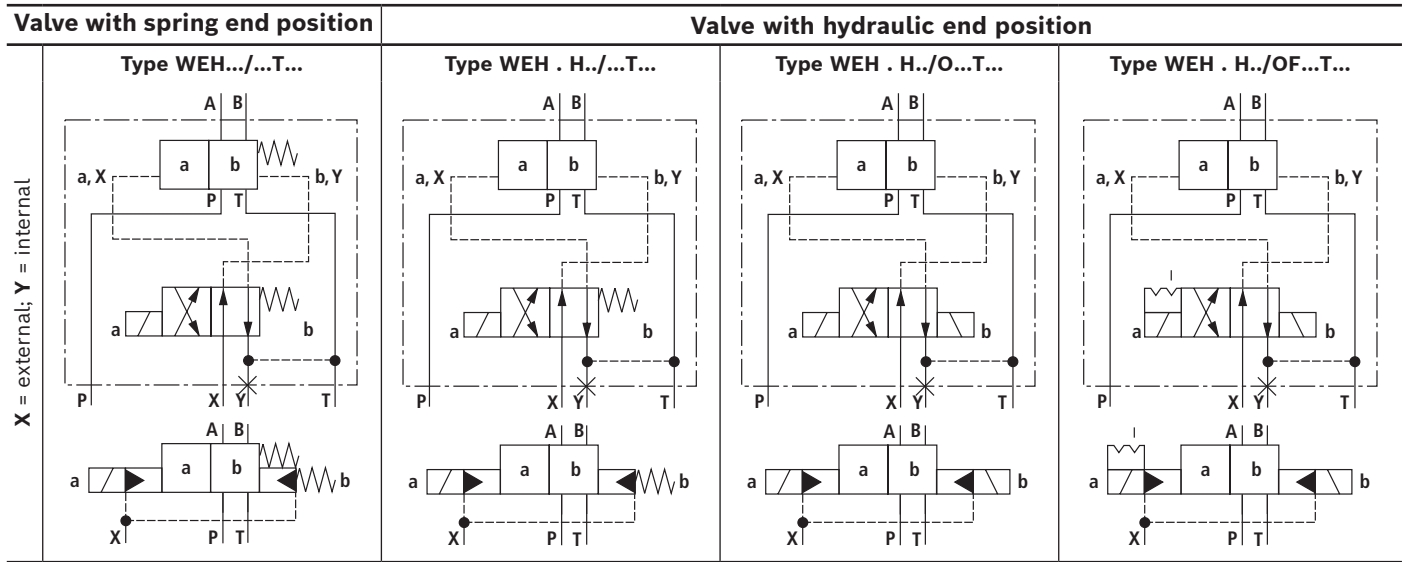 Valve with spring end position
Valve with hydraulic end position
X = external; Y = internal
Type WEH.../...T...
A B
a b
a, X
b, Y
P T
a
b
P X Y T
A B
a
a b
b
X
P T
Type WEH . H../...T...
A B
a b
a, X
b, Y
P T
a
b
P X Y T
A B
a
a b
b
X
P T
Type WEH . H../O...T...
A B
a b
a, X
b, Y
P T
a
b
P X Y T
A B
a
a b
b
X
P T
Type WEH . H../OF...T...
A B
a b
a, X
b, Y
P T
a
b
P X Y T
A B
a
a b
b
X
P T